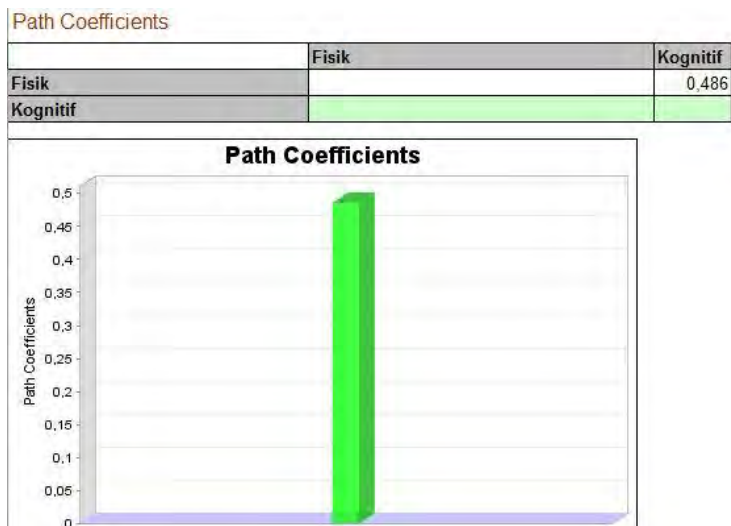 Path Coefficients
Fisik Kognitif
Fisik 0,486
Kognitif
Path Coefficients
0,5
0,45
0,4
0,35
0,3
0,25
0,2
0,15
0,1
0,05
0
Path Coefficients